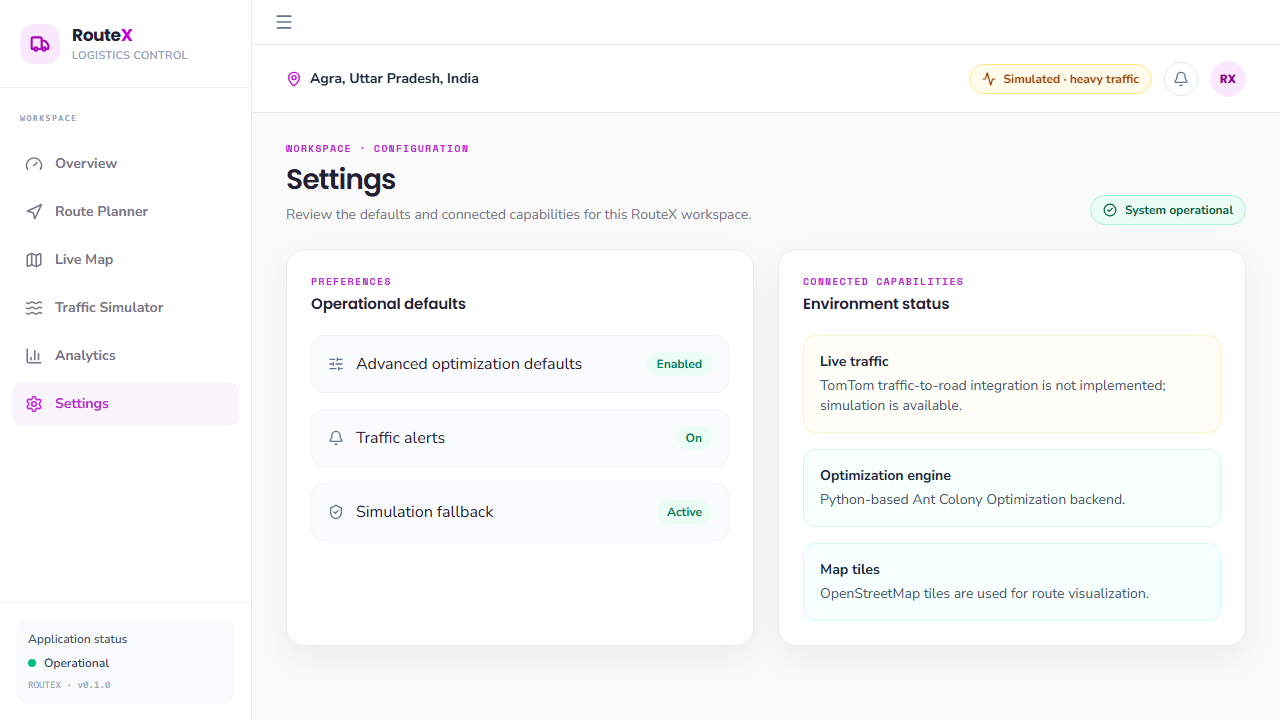 RouteX
LOGISTICS CONTROL
WORKSPACE
Overview
Route Planner
Live Map
Traffic Simulator
Analytics
Settings
Application status
Operational
ROUTEX · v0.1.0
Agra, Uttar Pradesh, India
Simulated · heavy traffic
RX
WORKSPACE · CONFIGURATION
Settings
Review the defaults and connected capabilities for this RouteX workspace.
System operational
PREFERENCES
Operational defaults
Advanced optimization defaults
Enabled
Traffic alerts
On
Simulation fallback
Active
CONNECTED CAPABILITIES
Environment status
Live traffic
TomTom traffic-to-road integration is not implemented;
simulation is available.
Optimization engine
Python-based Ant Colony Optimization backend.
Map tiles
OpenStreetMap tiles are used for route visualization.